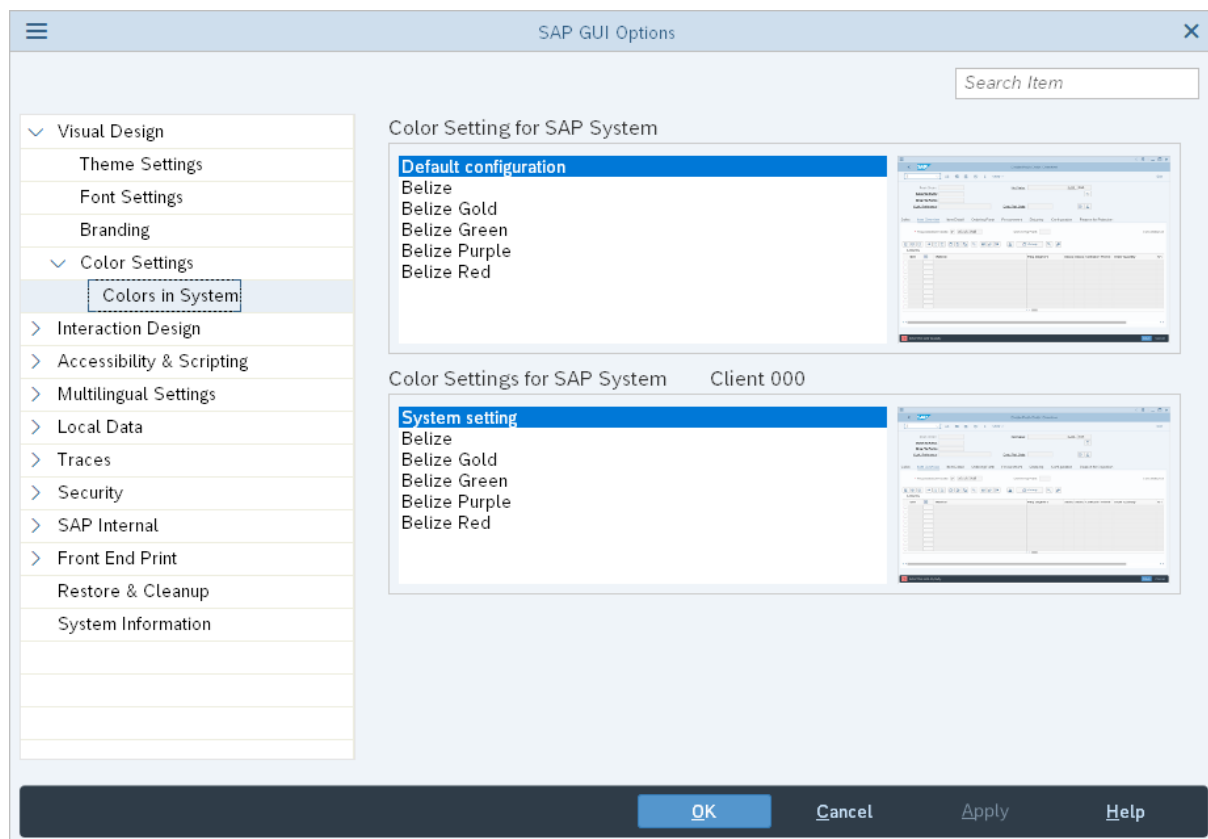 SAP GUI Options
Search Item
Visual Design
Theme Settings
Font Settings
Branding
Color Settings
Colors in System
Interaction Design
Accessibility & Scripting
Multilingual Settings
Local Data
Traces
Security
SAP Internal
Front End Print
Restore & Cleanup
System Information
Color Setting for SAP System
Default configuration
Belize
Belize Gold
Belize Green
Belize Purple
Belize Red
Color Settings for SAP System Client 000
System setting
Belize
Belize Gold
Belize Green
Belize Purple
Belize Red
OK Cancel Apply Help